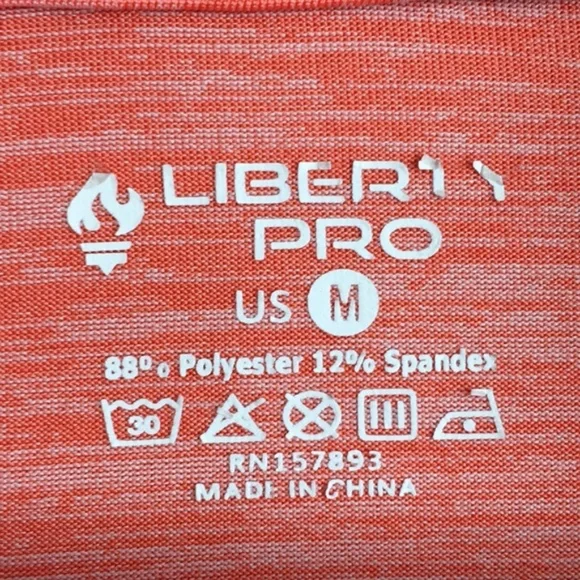 LIBERTY
PRO
US M
88% Polyester 12% Spandex
30
RN157893
MADE IN CHINA